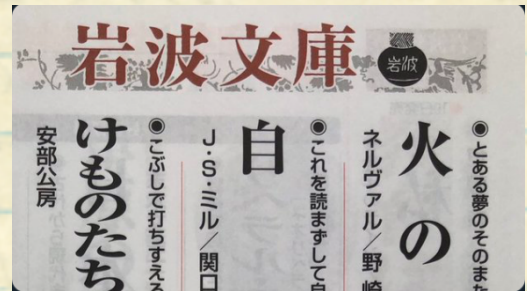 岩波文庫
岩波
◉とある夢のそのまた
火の
ネルヴァル／野崎
◉これを読まずして自
自
J・S・ミル／関口
◉こぶしで打ちすえる
けものたち
安部公房